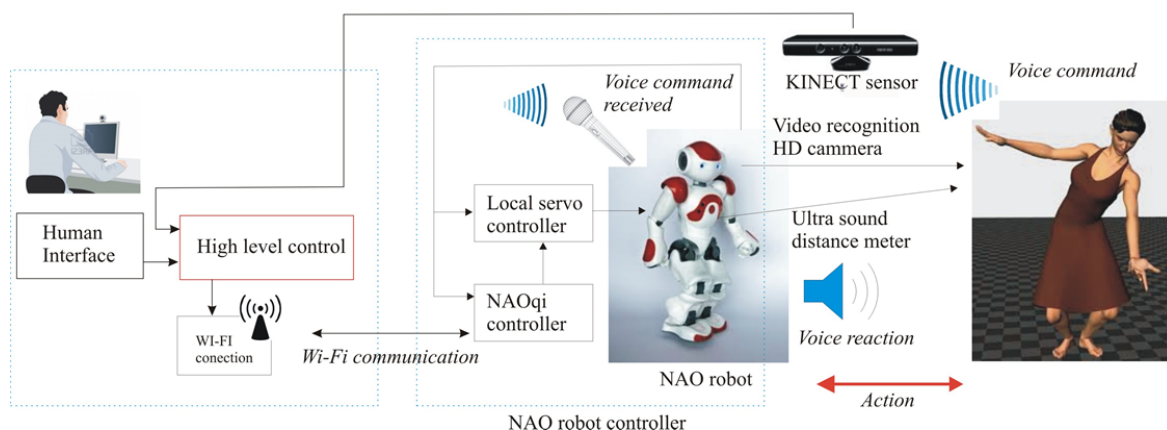 Voice command
received
KINECT sensor
Voice command
Video recognition
HD cammera
Human
Interface
High level control
Local servo
controller
Ultra sound
distance meter
NAOqi
controller
WI-FI
conection
Wi-Fi communication
Voice reaction
NAO robot
Action
NAO robot controller